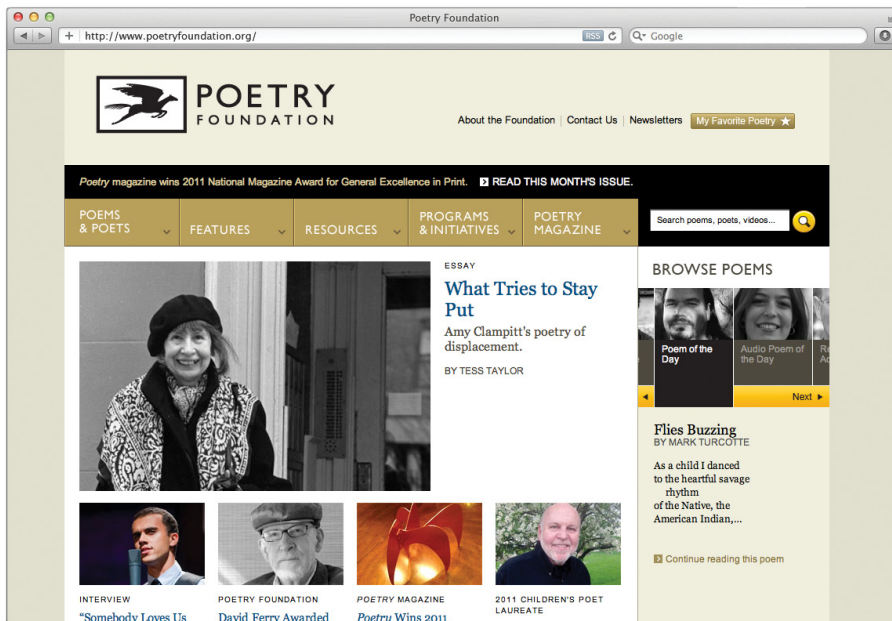 Poetry Foundation
http://www.poetryfoundation.org/
RSS
Google
POETRY
FOUNDATION
About the Foundation | Contact Us | Newsletters
My Favorite Poetry
Poetry magazine wins 2011 National Magazine Award for General Excellence in Print.
READ THIS MONTH'S ISSUE.
POEMS
& POETS
FEATURES
RESOURCES
PROGRAMS
& INITIATIVES
POETRY
MAGAZINE
Search poems, poets, videos...
ESSAY
What Tries to Stay
Put
Amy Clampitt's poetry of
displacement.
BY TESS TAYLOR
BROWSE POEMS
Poem of the
Day
Audio Poem of
the Day
Next
Flies Buzzing
BY MARK TURCOTTE
As a child I danced
to the heartful savage
rhythm
of the Native, the
American Indian,...
Continue reading this poem
INTERVIEW
"Somebody Loves Us
POETRY FOUNDATION
David Ferry Awarded
POETRY MAGAZINE
Poetry Wins 2011
2011 CHILDREN'S POET
LAUREATE